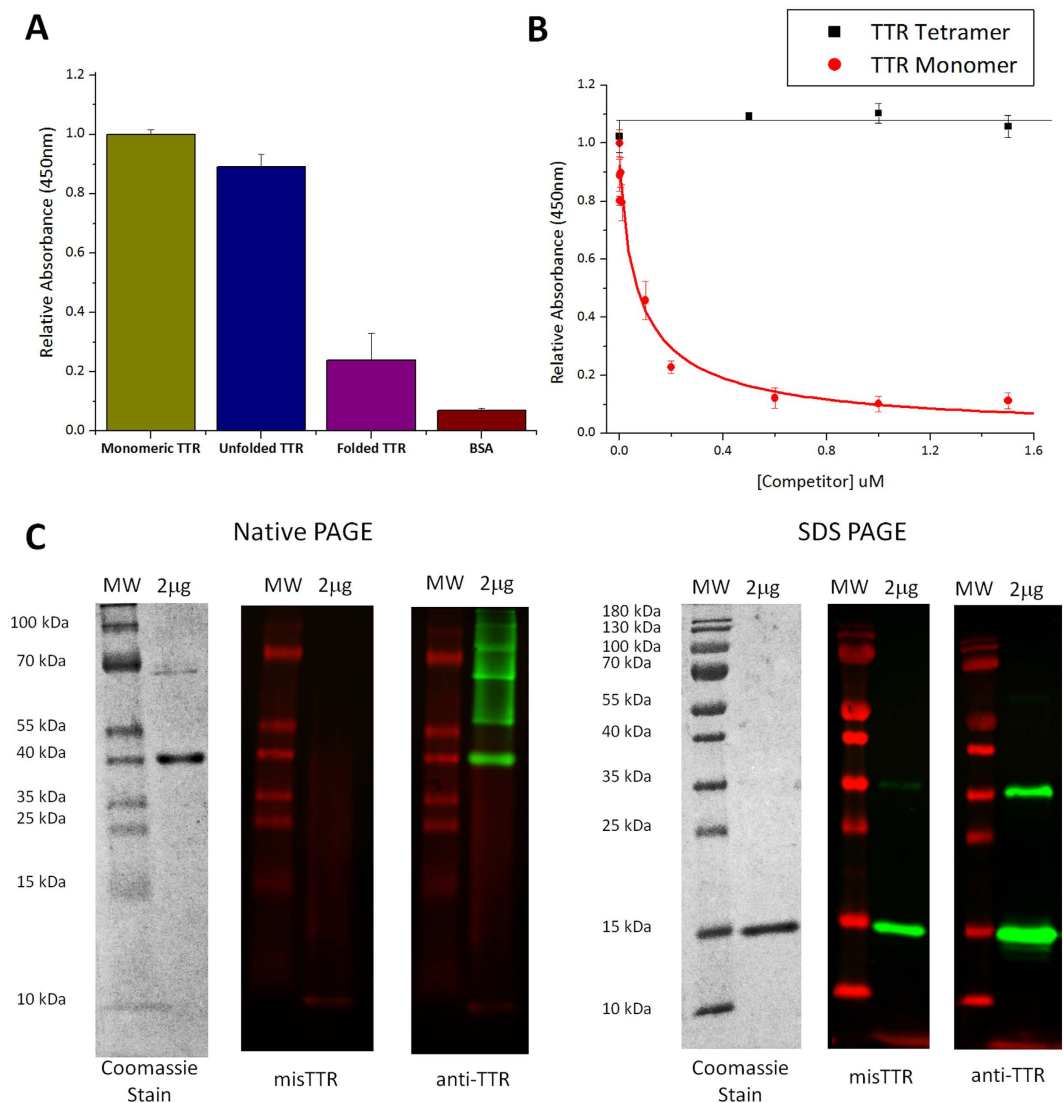 A
Relative Absorbance (450nm)
1.2
1.0
0.8
0.6
0.4
0.2
0.0
Monomeric TTR
Unfolded TTR
Folded TTR
BSA
B
TTR Tetramer
TTR Monomer
Relative Absorbance (450nm)
1.2
1.0
0.8
0.6
0.4
0.2
0.0
0.0
0.4
0.8
1.2
1.6
[Competitor] uM
C
Native PAGE
MW 2µg
MW 2µg
MW 2µg
100 kDa
70 kDa
55 kDa
40 kDa
35 kDa
25 kDa
15 kDa
10 kDa
Coomassie
Stain
misTTR
anti-TTR
SDS PAGE
MW 2µg
MW 2µg
MW 2µg
180 kDa
130 kDa
100 kDa
70 kDa
55 kDa
40 kDa
35 kDa
25 kDa
15 kDa
10 kDa
Coomassie
Stain
misTTR
anti-TTR